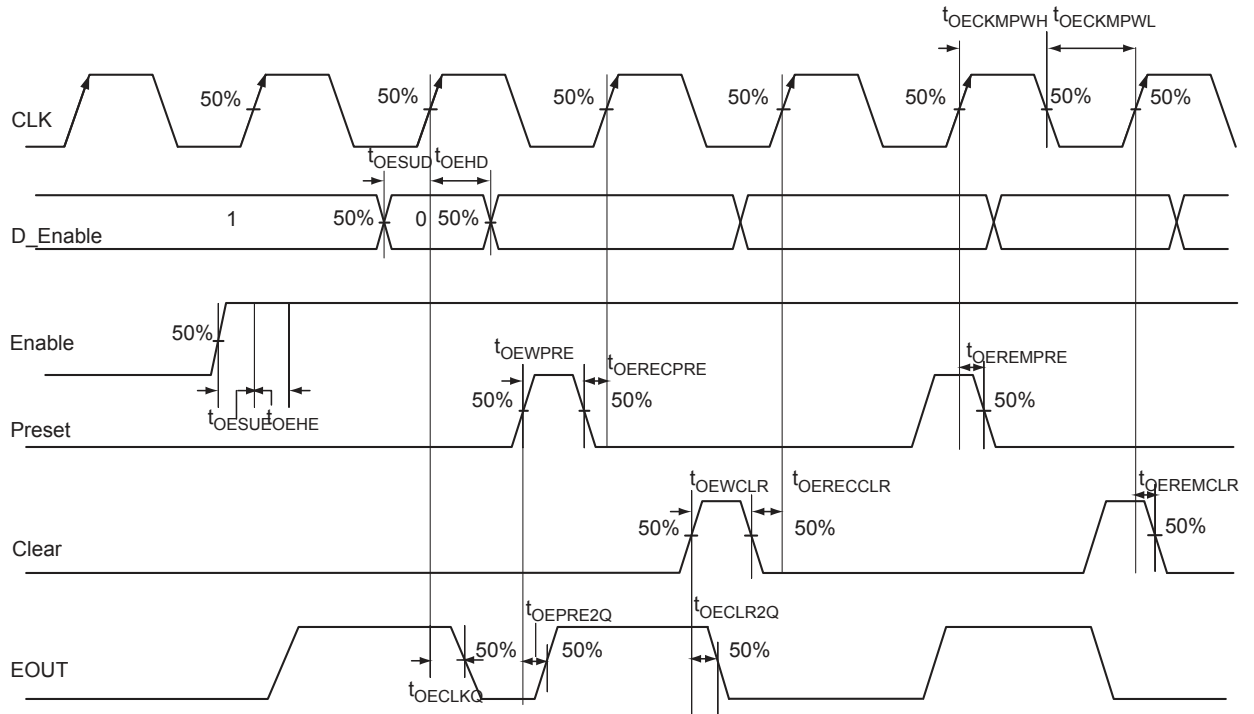 tOECKMPWH tOECKMPWL
CLK
50% 50% 50% 50% 50% 50% 50%
tOESUD tOEHD
D_Enable
1 50% 0 50%
Enable
50%
tOESUE tOEHE
tOEWPRE tOERECPRE tOEREMPRE
Preset
50% 50% 50%
tOEWCLR tOERECCLR tOEREMCLR
Clear
50% 50% 50%
tOEPRE2Q tOECLR2Q
EOUT
50% 50% 50%
tOECLKQ